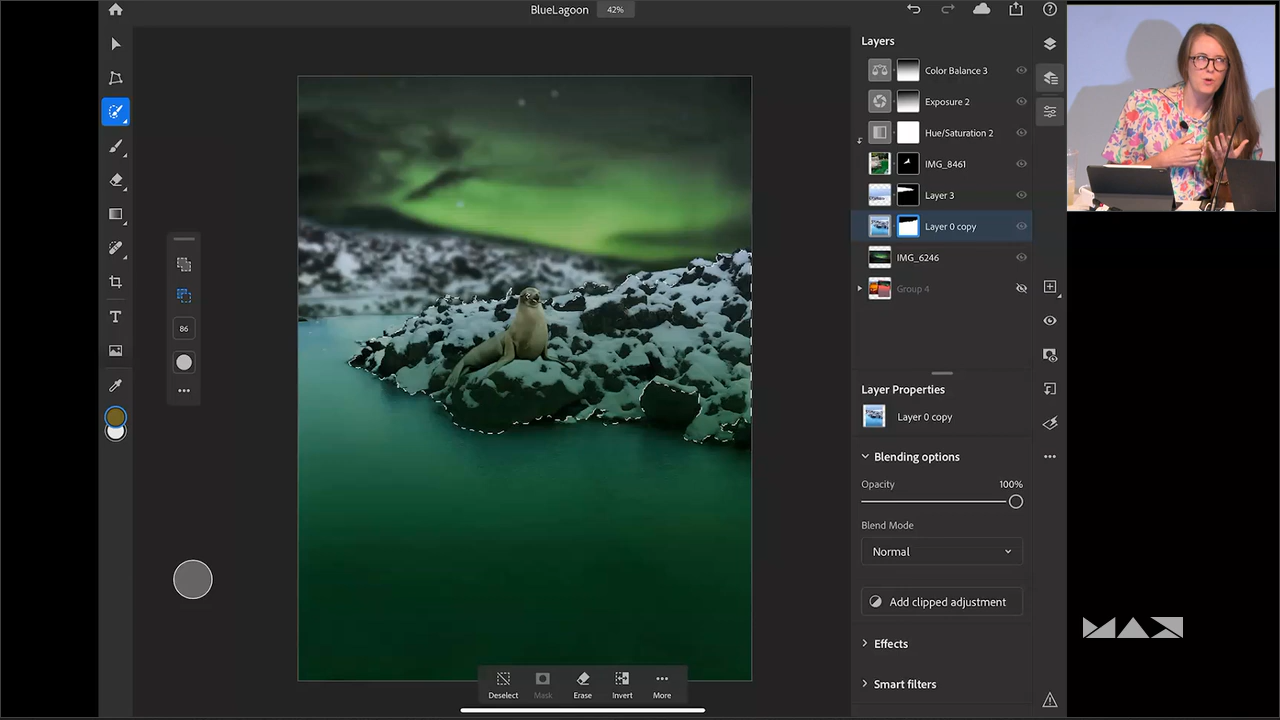 BlueLagoon 42%
Layers
Color Balance 3
Exposure 2
Hue/Saturation 2
IMG_8461
Layer 3
Layer 0 copy
IMG_6246
Group 4
86
T
Layer Properties
Layer 0 copy
Blending options
Opacity 100%
Blend Mode
Normal
Add clipped adjustment
Effects
Smart filters
Deselect Mask Erase Invert More
MAX